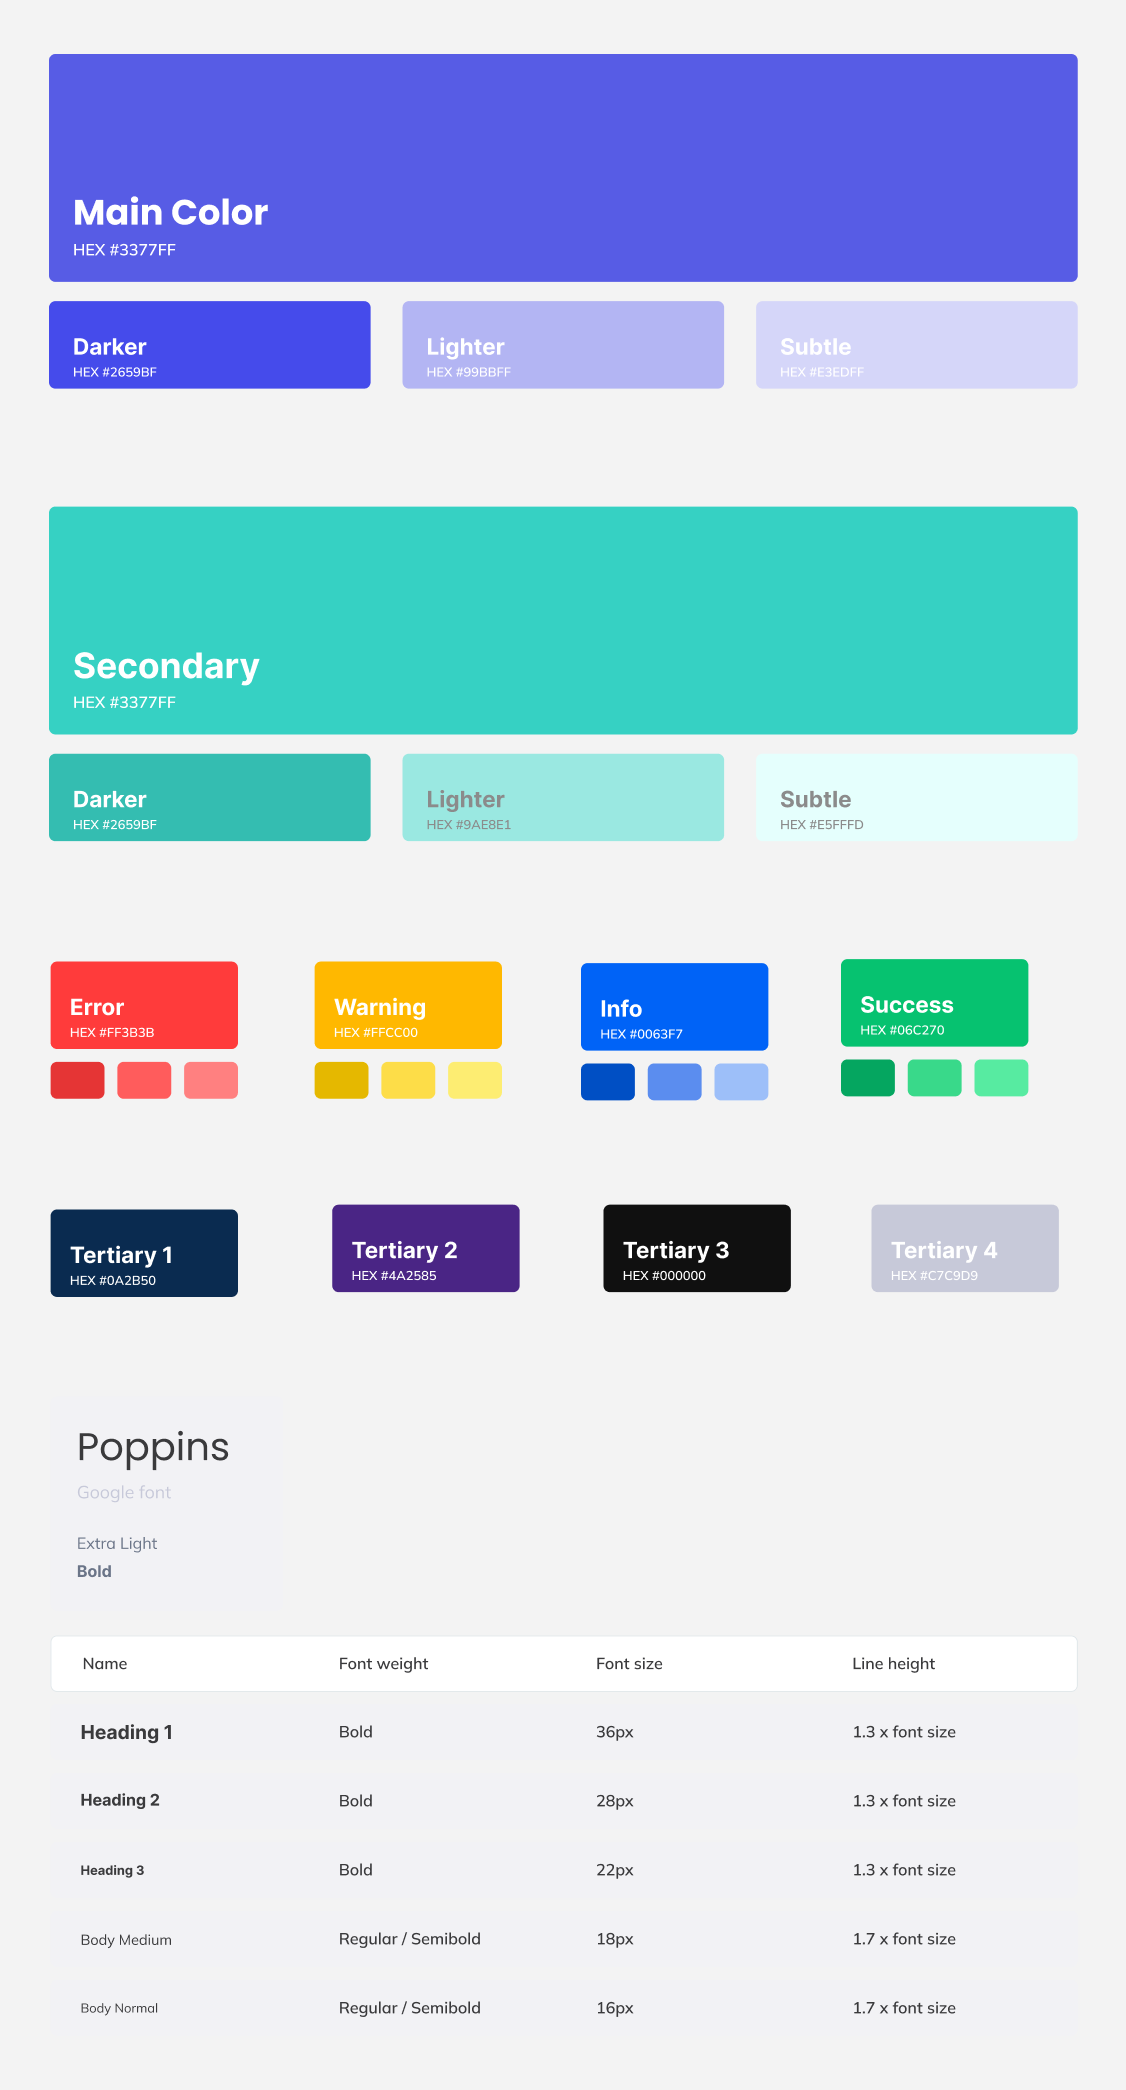 Main Color
HEX #3377FF
Darker
HEX #2659BF
Lighter
HEX #99BBFF
Subtle
HEX #E3EDFF
Secondary
HEX #3377FF
Darker
HEX #2659BF
Lighter
HEX #9AE8E1
Subtle
HEX #E5FFFD
Error
HEX #FF3B3B
Warning
HEX #FFCC00
Info
HEX #0063F7
Success
HEX #06C270
Tertiary 1
HEX #0A2B50
Tertiary 2
HEX #4A2585
Tertiary 3
HEX #000000
Tertiary 4
HEX #C7C9D9
Poppins
Google font
Extra Light
Bold
Name Font weight Font size Line height
Heading 1 Bold 36px 1.3 x font size
Heading 2 Bold 28px 1.3 x font size
Heading 3 Bold 22px 1.3 x font size
Body Medium Regular / Semibold 18px 1.7 x font size
Body Normal Regular / Semibold 16px 1.7 x font size